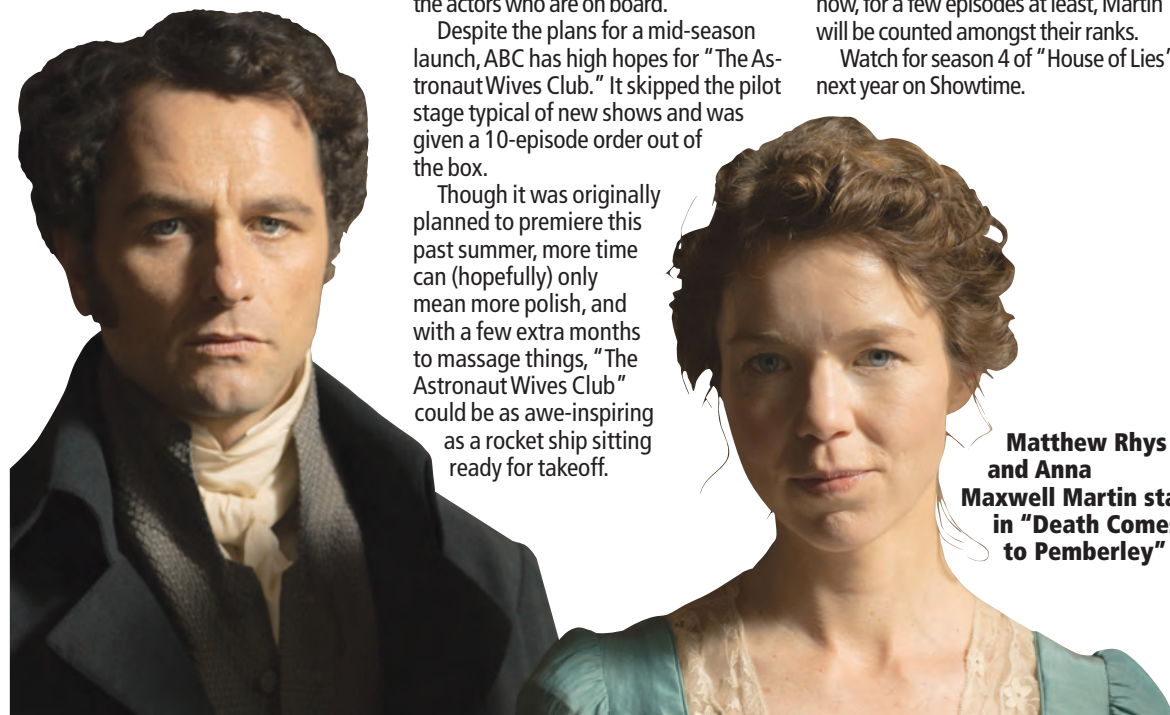 the actors who are on board.
Despite the plans for a mid-season
launch, ABC has high hopes for “The As-
tronaut Wives Club.” It skipped the pilot
stage typical of new shows and was
given a 10-episode order out of
the box.
Though it was originally
planned to premiere this
past summer, more time
can (hopefully) only
mean more polish, and
with a few extra months
to massage things, “The
Astronaut Wives Club”
could be as awe-inspiring
as a rocket ship sitting
ready for takeoff.
now, for a few episodes at least, Martin
will be counted amongst their ranks.
Watch for season 4 of “House of Lies”
next year on Showtime.
Matthew Rhys
and Anna
Maxwell Martin sta
in “Death Comes
to Pemberley”